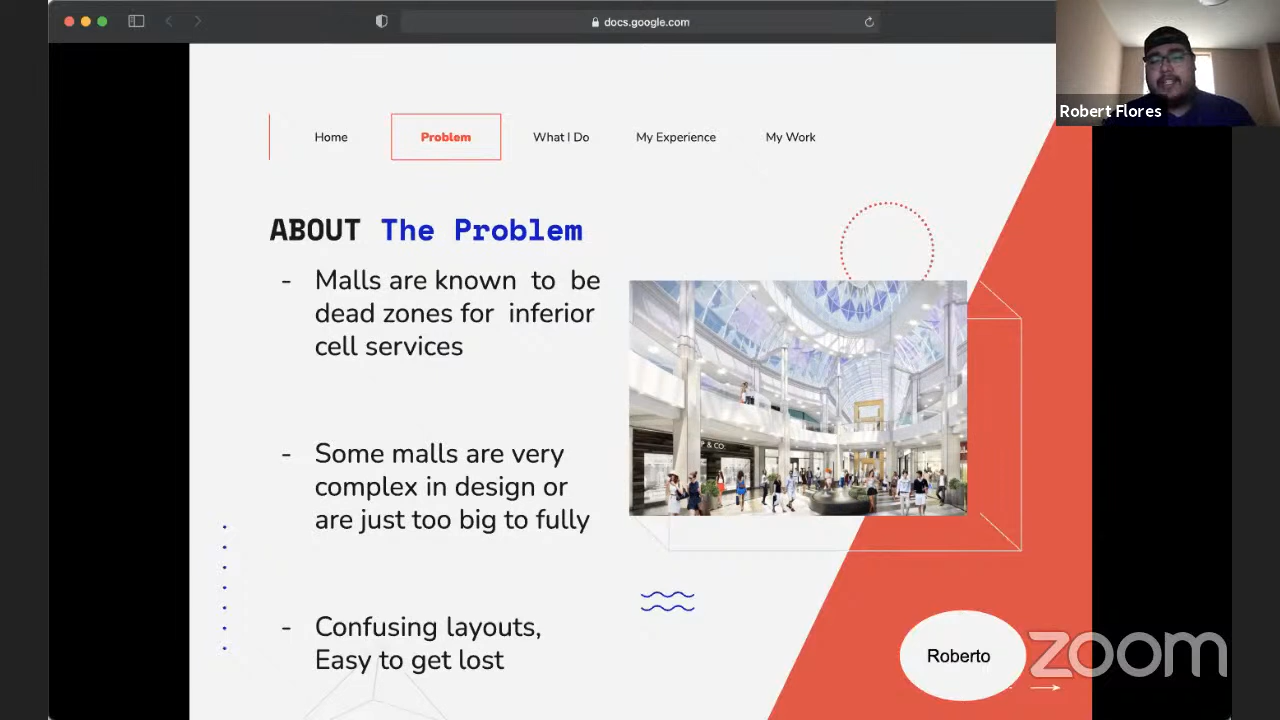 docs.google.com
Robert Flores
Home Problem What I Do My Experience My Work
ABOUT The Problem
- Malls are known to be
dead zones for inferior
cell services
- Some malls are very
complex in design or
are just too big to fully
- Confusing layouts,
Easy to get lost
P & CO:
Roberto
zoom